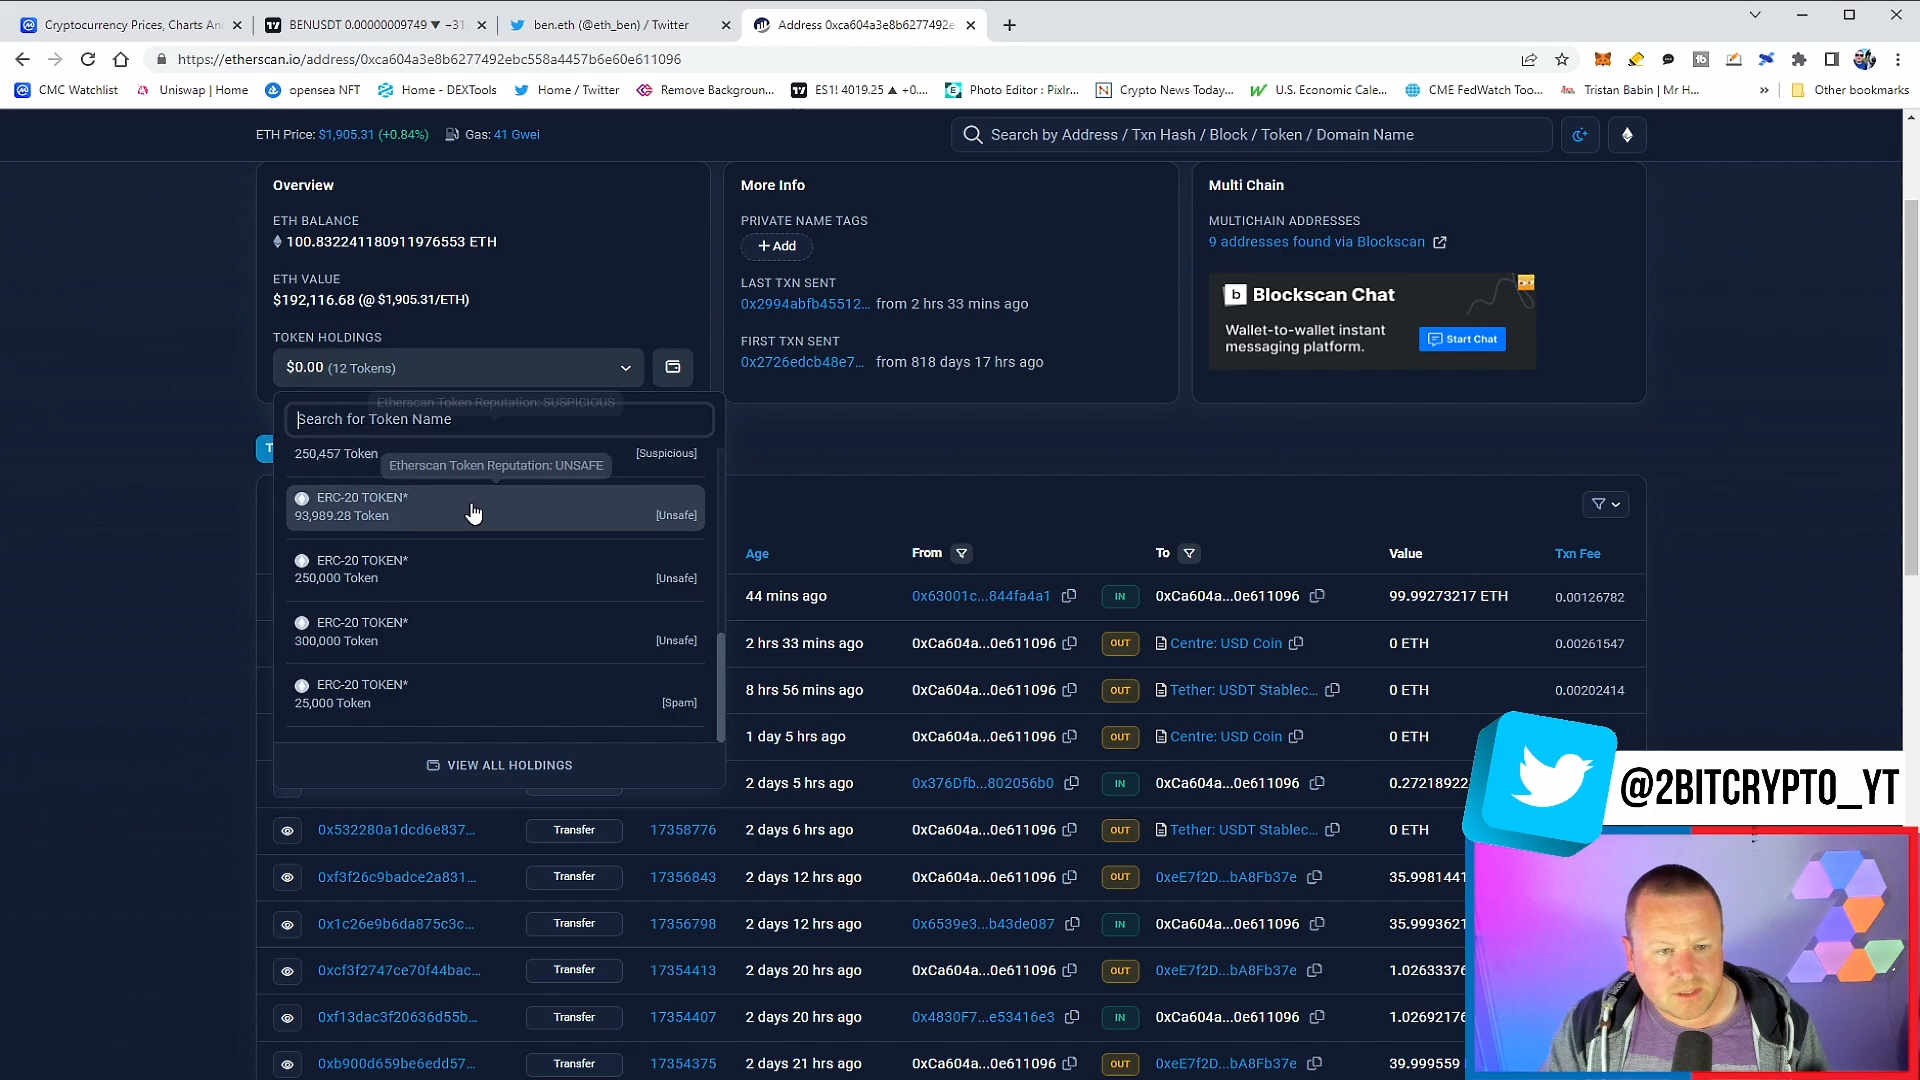 Cryptocurrency Prices, Charts An
BENUSDT 0.00000009749 ▼ −31.
ben.eth (@eth_ben) / Twitter
Address 0xca604a3e8b6277492e
https://etherscan.io/address/0xca604a3e8b6277492ebc558a4457b6e60e611096
CMC Watchlist
Uniswap | Home
opensea NFT
Home - DEXTools
Home / Twitter
Remove Backgroun...
ES1! 4019.25 ▲ +0....
Photo Editor : Pixlr...
Crypto News Today...
U.S. Economic Cale...
CME FedWatch Too...
Tristan Babin | Mr H...
»
Other bookmarks
ETH Price: $1,905.31 (+0.84%)
Gas: 41 Gwei
Search by Address / Txn Hash / Block / Token / Domain Name
Overview
ETH BALANCE
100.832241180911976553 ETH
ETH VALUE
$192,116.68 (@ $1,905.31/ETH)
TOKEN HOLDINGS
$0.00 (12 Tokens)
More Info
PRIVATE NAME TAGS
+ Add
LAST TXN SENT
0x2994abfb45512... from 2 hrs 33 mins ago
FIRST TXN SENT
0x2726edcb48e7... from 818 days 17 hrs ago
Multi Chain
MULTICHAIN ADDRESSES
9 addresses found via Blockscan
b Blockscan Chat
Wallet-to-wallet instant
messaging platform.
Start Chat
Etherscan Token Reputation: SUSPICIOUS
Search for Token Name
250,457 Token [Suspicious]
Etherscan Token Reputation: UNSAFE
ERC-20 TOKEN*
93,989.28 Token [Unsafe]
ERC-20 TOKEN*
250,000 Token [Unsafe]
ERC-20 TOKEN*
300,000 Token [Unsafe]
ERC-20 TOKEN*
25,000 Token [Spam]
VIEW ALL HOLDINGS
Age From To Value Txn Fee
44 mins ago 0x63001c...844fa4a1 IN 0xCa604a...0e611096 99.99273217 ETH 0.00126782
2 hrs 33 mins ago 0xCa604a...0e611096 OUT Centre: USD Coin 0 ETH 0.00261547
8 hrs 56 mins ago 0xCa604a...0e611096 OUT Tether: USDT Stablec... 0 ETH 0.00202414
1 day 5 hrs ago 0xCa604a...0e611096 OUT Centre: USD Coin 0 ETH
2 days 5 hrs ago 0x376Dfb...802056b0 IN 0xCa604a...0e611096 0.27218922
0x532280a1dcd6e837... Transfer 17358776 2 days 6 hrs ago 0xCa604a...0e611096 OUT Tether: USDT Stablec... 0 ETH
0xf3f26c9badce2a831... Transfer 17356843 2 days 12 hrs ago 0xCa604a...0e611096 OUT 0xeE7f2D...bA8Fb37e 35.9981441
0x1c26e9b6da875c3c... Transfer 17356798 2 days 12 hrs ago 0x6539e3...b43de087 IN 0xCa604a...0e611096 35.9993621
0xcf3f2747ce70f44bac... Transfer 17354413 2 days 20 hrs ago 0xCa604a...0e611096 OUT 0xeE7f2D...bA8Fb37e 1.02633376
0xf13dac3f20636d55b... Transfer 17354407 2 days 20 hrs ago 0x4830F7...e53416e3 IN 0xCa604a...0e611096 1.02692176
0xb900d659be6edd57... Transfer 17354375 2 days 21 hrs ago 0xCa604a...0e611096 OUT 0xeE7f2D...bA8Fb37e 39.999559
@2BITCRYPTO_YT